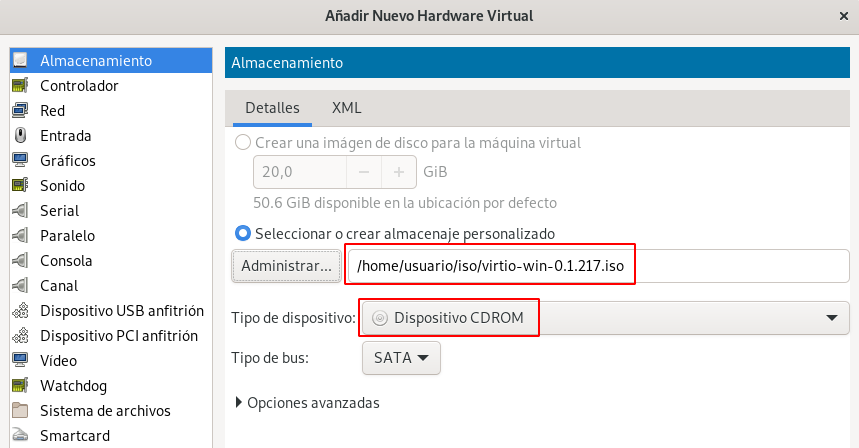 Añadir Nuevo Hardware Virtual
Almacenamiento
Controlador
Red
Entrada
Gráficos
Sonido
Serial
Paralelo
Consola
Canal
Dispositivo USB anfitrión
Dispositivo PCI anfitrión
Vídeo
Watchdog
Sistema de archivos
Smartcard
Almacenamiento
Detalles XML
Crear una imágen de disco para la máquina virtual
20,0 − + GiB
50.6 GiB disponible en la ubicación por defecto
Seleccionar o crear almacenaje personalizado
Administrar... /home/usuario/iso/virtio-win-0.1.217.iso
Tipo de dispositivo: Dispositivo CDROM
Tipo de bus: SATA
Opciones avanzadas